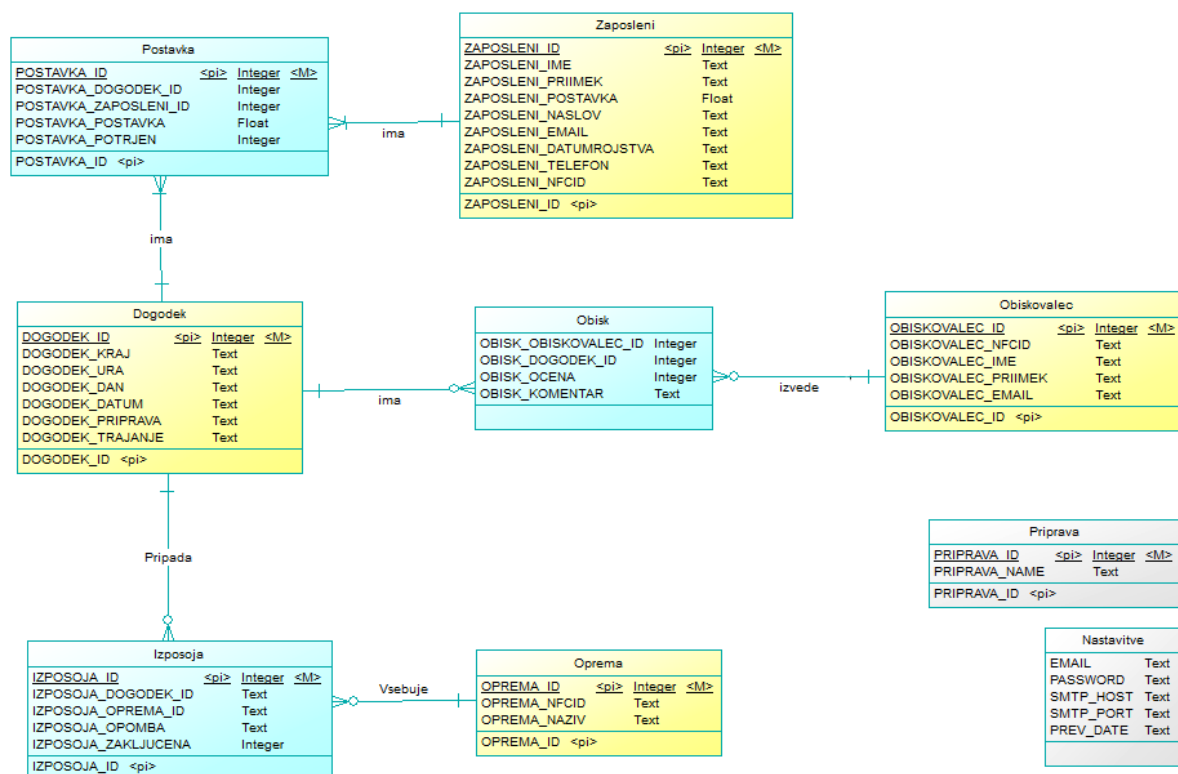 Postavka
POSTAVKA_ID <pi> Integer <M>
POSTAVKA_DOGODEK_ID Integer
POSTAVKA_ZAPOSLENI_ID Integer
POSTAVKA_POSTAVKA Float
POSTAVKA_POTRJEN Integer
POSTAVKA_ID <pi>
ima
Zaposleni
ZAPOSLENI_ID <pi> Integer <M>
ZAPOSLENI_IME Text
ZAPOSLENI_PRIIMEK Text
ZAPOSLENI_POSTAVKA Float
ZAPOSLENI_NASLOV Text
ZAPOSLENI_EMAIL Text
ZAPOSLENI_DATUMROJSTVA Text
ZAPOSLENI_TELEFON Text
ZAPOSLENI_NFCID Text
ZAPOSLENI_ID <pi>
ima
Dogodek
DOGODEK_ID <pi> Integer <M>
DOGODEK_KRAJ Text
DOGODEK_URA Text
DOGODEK_DAN Text
DOGODEK_DATUM Text
DOGODEK_PRIPRAVA Text
DOGODEK_TRAJANJE Text
DOGODEK_ID <pi>
ima
Obisk
OBISK_OBISKOVALEC_ID Integer
OBISK_DOGODEK_ID Integer
OBISK_OCENA Integer
OBISK_KOMENTAR Text
izvede
Obiskovalec
OBISKOVALEC_ID <pi> Integer <M>
OBISKOVALEC_NFCID Text
OBISKOVALEC_IME Text
OBISKOVALEC_PRIIMEK Text
OBISKOVALEC_EMAIL Text
OBISKOVALEC_ID <pi>
Pripada
Priprava
PRIPRAVA_ID <pi> Integer <M>
PRIPRAVA_NAME Text
PRIPRAVA_ID <pi>
Izposoja
IZPOSOJA_ID <pi> Integer <M>
IZPOSOJA_DOGODEK_ID Text
IZPOSOJA_OPREMA_ID Text
IZPOSOJA_OPOMBA Text
IZPOSOJA_ZAKLJUCENA Integer
IZPOSOJA_ID <pi>
Vsebuje
Oprema
OPREMA_ID <pi> Integer <M>
OPREMA_NFCID Text
OPREMA_NAZIV Text
OPREMA_ID <pi>
Nastavitve
EMAIL Text
PASSWORD Text
SMTP_HOST Text
SMTP_PORT Text
PREV_DATE Text